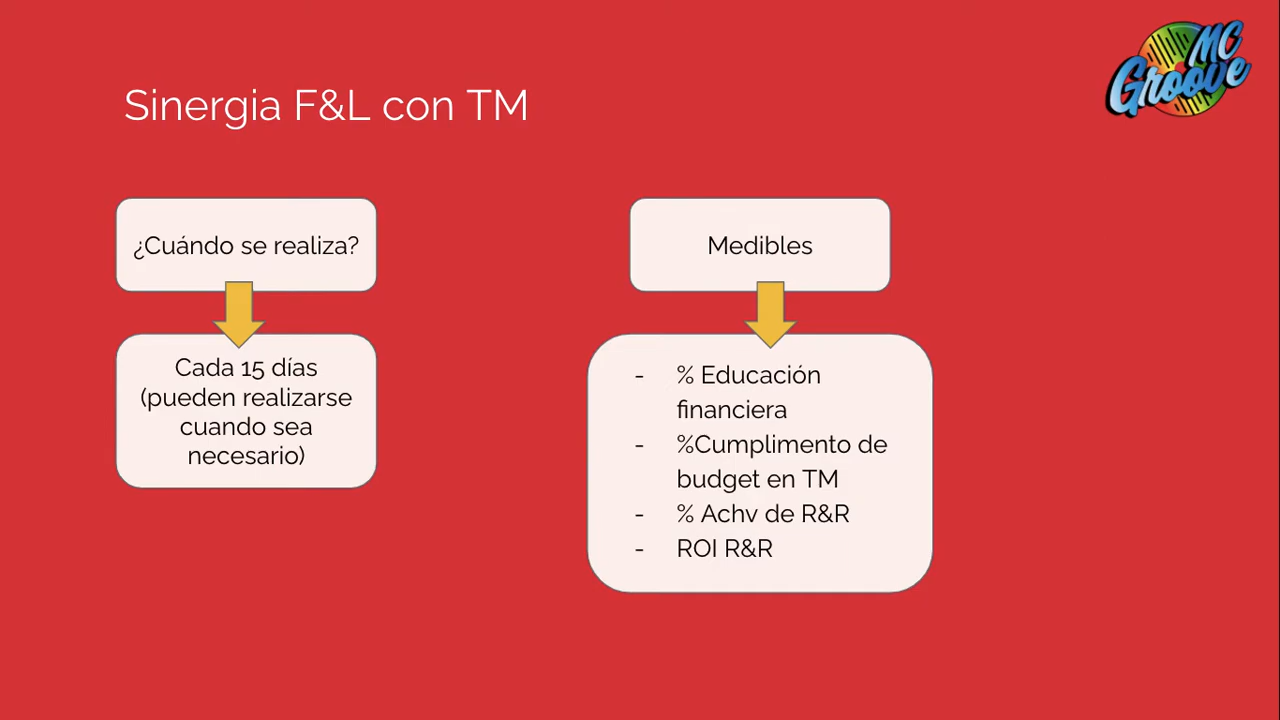 MC
Groove
Sinergia F&L con TM
¿Cuándo se realiza?
Cada 15 días
(pueden realizarse
cuando sea
necesario)
Medibles
- % Educación
financiera
- %Cumplimento de
budget en TM
- % Achv de R&R
- ROI R&R